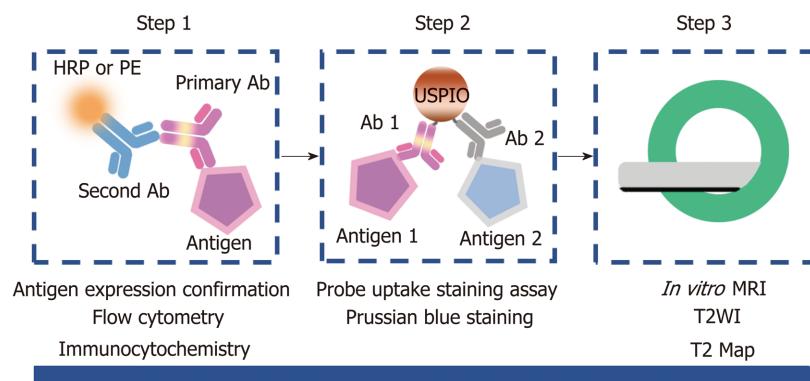 Step 1
Step 2
Step 3
HRP or PE
Primary Ab
Second Ab
Antigen
USPIO
Ab 1
Ab 2
Antigen 1
Antigen 2
Antigen expression confirmation
Flow cytometry
Immunocytochemistry
Probe uptake staining assay
Prussian blue staining
In vitro MRI
T2WI
T2 Map